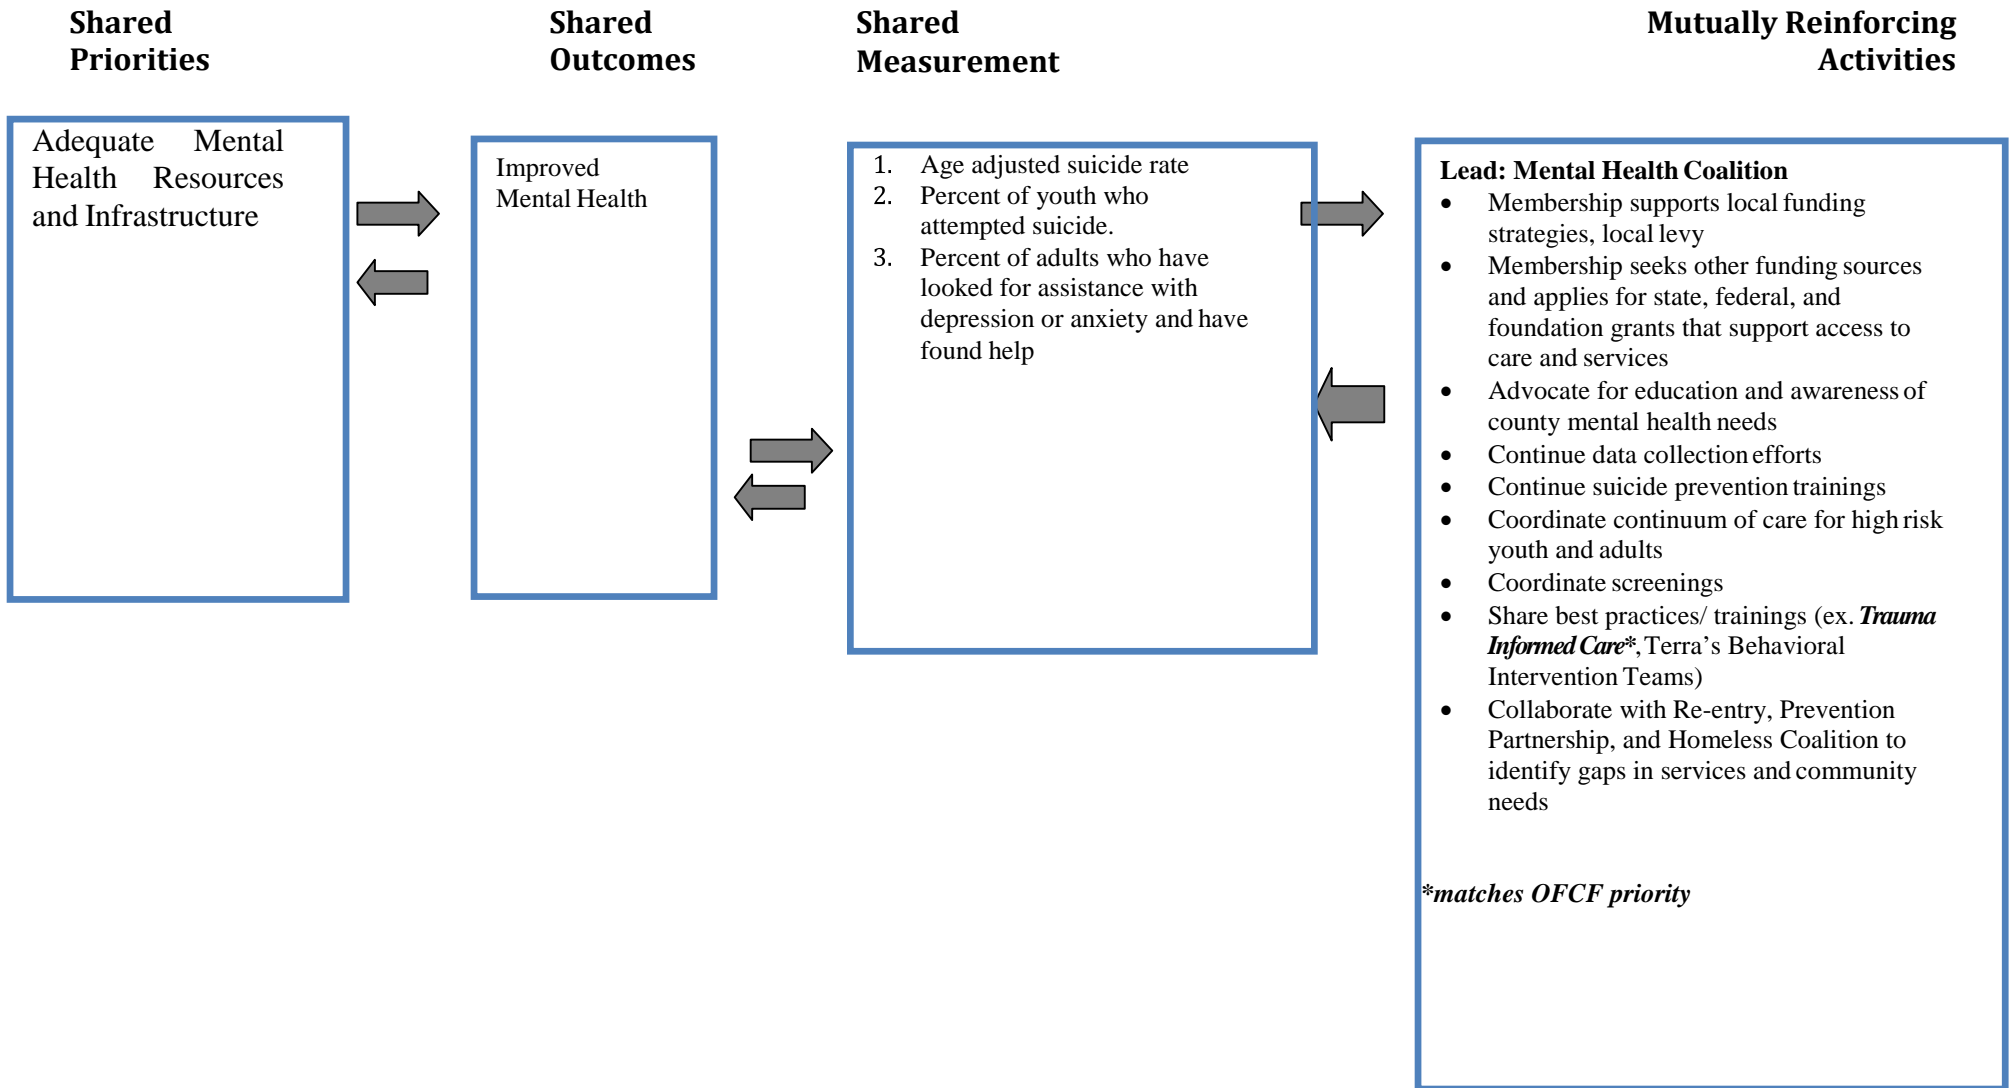 Shared
Priorities
Shared
Outcomes
Shared
Measurement
Mutually Reinforcing
Activities
Adequate Mental
Health Resources
and Infrastructure
Improved
Mental Health
1. Age adjusted suicide rate
2. Percent of youth who
attempted suicide.
3. Percent of adults who have
looked for assistance with
depression or anxiety and have
found help
Lead: Mental Health Coalition
• Membership supports local funding
strategies, local levy
• Membership seeks other funding sources
and applies for state, federal, and
foundation grants that support access to
care and services
• Advocate for education and awareness of
county mental health needs
• Continue data collection efforts
• Continue suicide prevention trainings
• Coordinate continuum of care for high risk
youth and adults
• Coordinate screenings
• Share best practices/ trainings (ex. Trauma
Informed Care*, Terra’s Behavioral
Intervention Teams)
• Collaborate with Re-entry, Prevention
Partnership, and Homeless Coalition to
identify gaps in services and community
needs
*matches OFCF priority